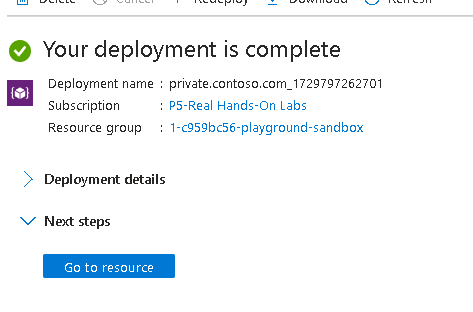 Delete Cancel Redeploy Download Refresh
Your deployment is complete
Deployment name : private.contoso.com_1729797262701
Subscription : P5-Real Hands-On Labs
Resource group : 1-c959bc56-playground-sandbox
Deployment details
Next steps
Go to resource